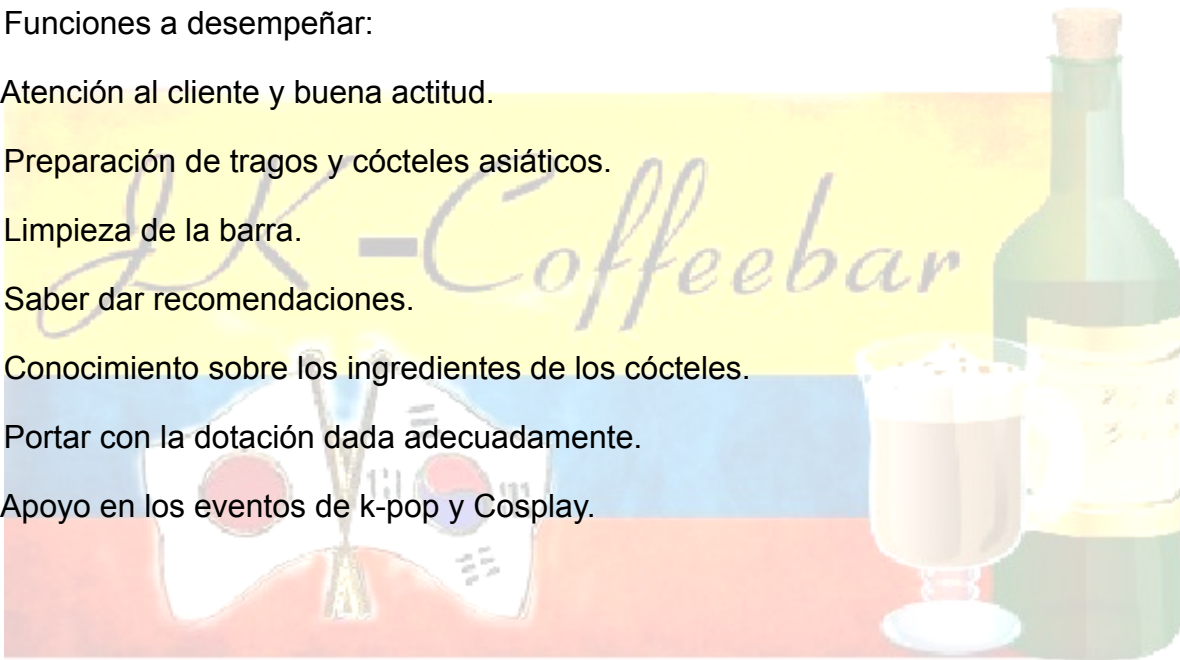 Funciones a desempeñar:
Atención al cliente y buena actitud.
Preparación de tragos y cócteles asiáticos.
JK-Coffeebar
Limpieza de la barra.
Saber dar recomendaciones.
Conocimiento sobre los ingredientes de los cócteles.
Portar con la dotación dada adecuadamente.
Apoyo en los eventos de k-pop y Cosplay.